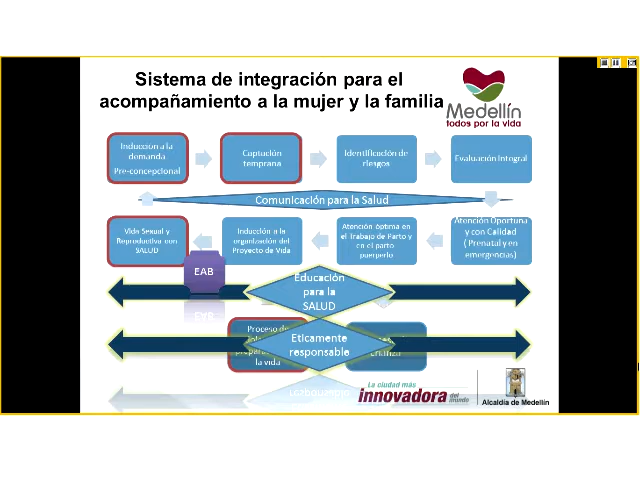 Sistema de integración para el
acompañamiento a la mujer y la familia
Medellín
todos por la vida
Inducción a la
demanda
Pre-concepcional
Captación
temprana
Identificación de
riesgos
Evaluación Integral
Comunicación para la Salud
Vida Sexual y
Reproductiva con
SALUD
Inducción a la
organización del
Proyecto de Vida
Atención óptima en
el Trabajo de Parto y
en el parto
puerperio
Atención Oportuna
y con Calidad
( Prenatal y en
emergencias)
EAB
Educación
para la
SALUD
Proceso de
la vida
Eticamente
responsable
La ciudad más
innovadora del
mundo
Alcaldía de Medellín